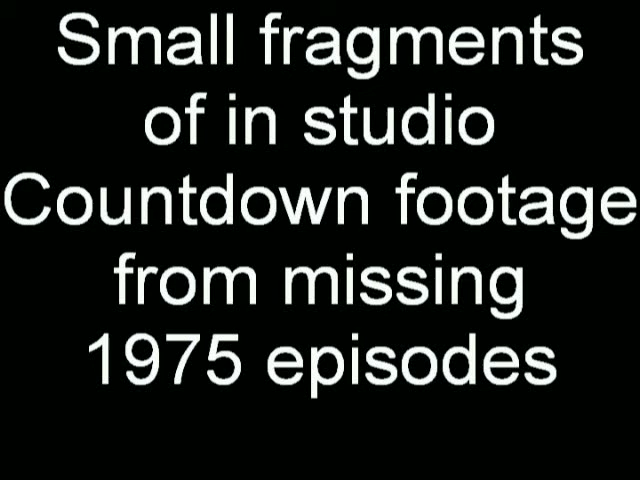 Small fragments
of in studio
Countdown footage
from missing
1975 episodes